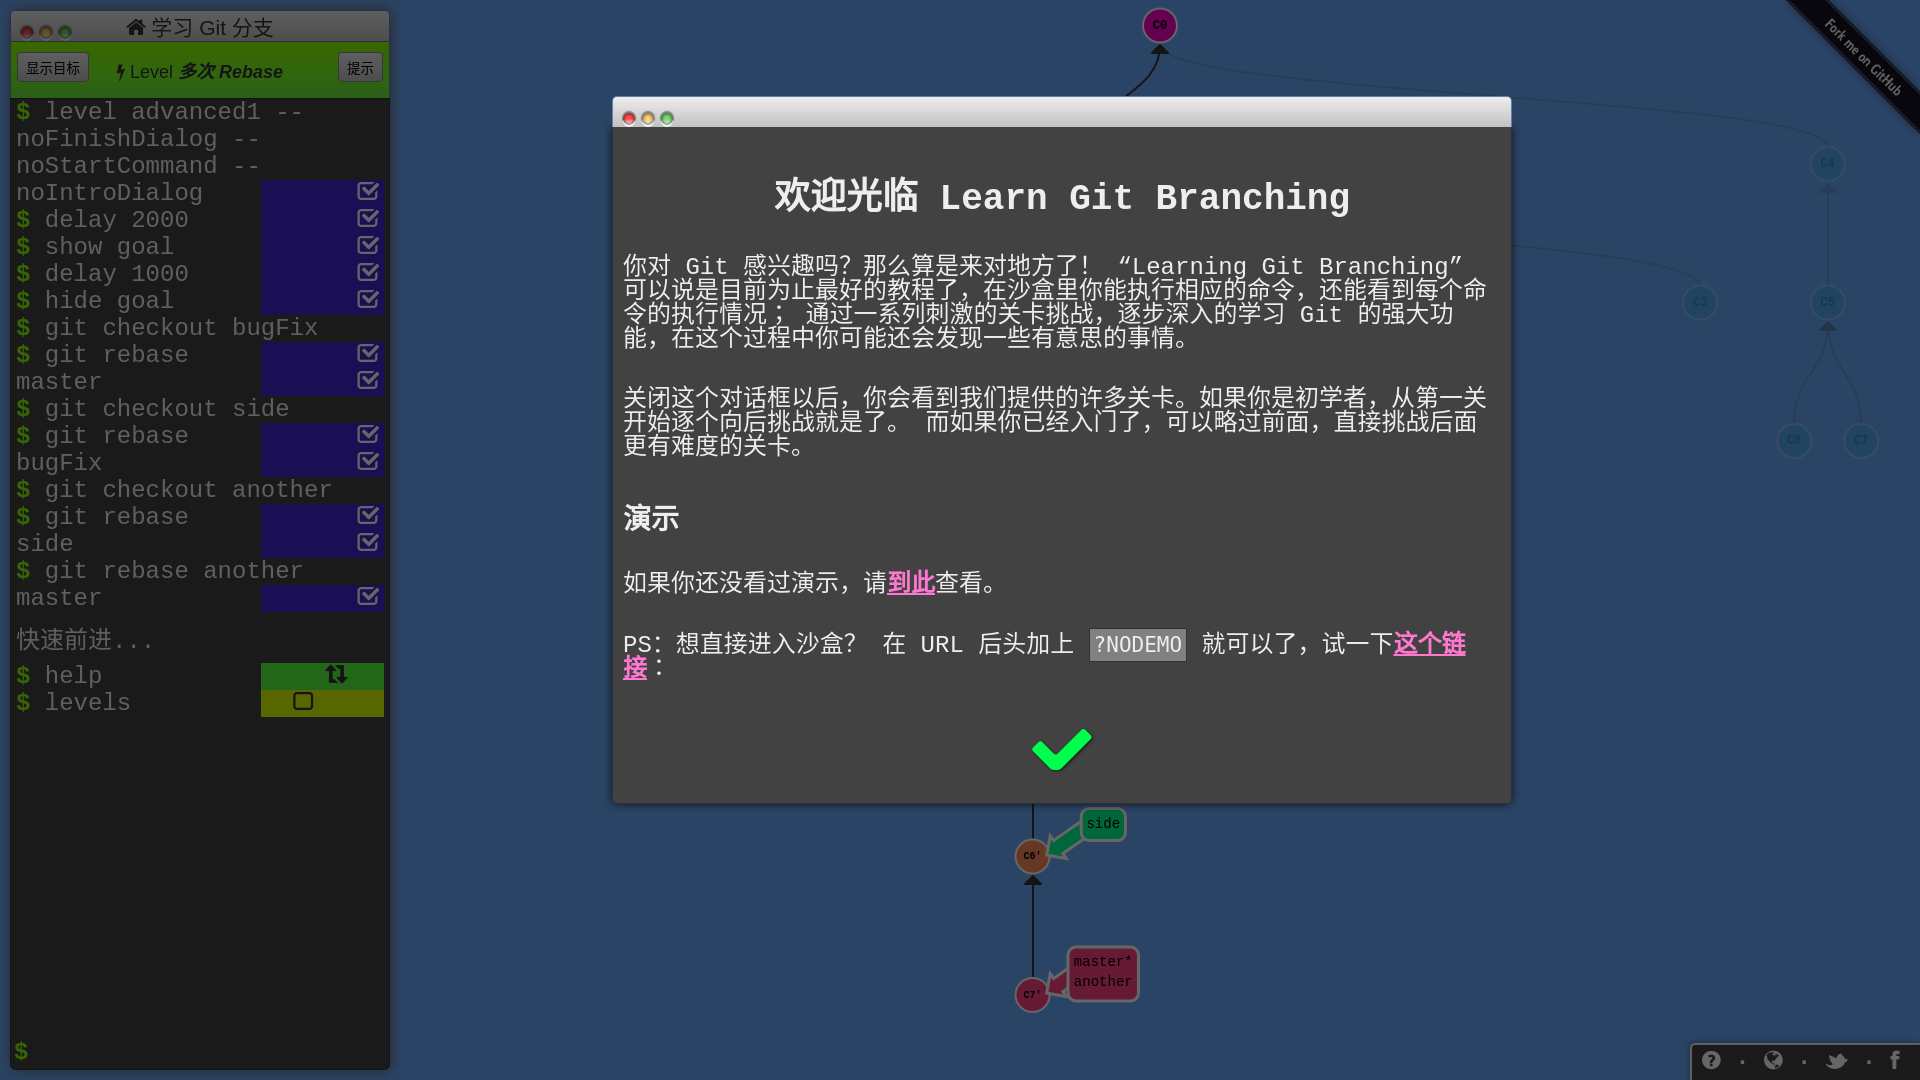 学习 Git 分支
显示目标
Level 多次 Rebase
提示
$ level advanced1 --
noFinishDialog --
noStartCommand --
noIntroDialog
$ delay 2000
$ show goal
$ delay 1000
$ hide goal
$ git checkout bugFix
$ git rebase
master
$ git checkout side
$ git rebase
bugFix
$ git checkout another
$ git rebase
side
$ git rebase another
master
快速前进...
$ help
$ levels
$
C0
Fork me on GitHub
欢迎光临 Learn Git Branching
你对 Git 感兴趣吗？那么算是来对地方了！ “Learning Git Branching”
可以说是目前为止最好的教程了，在沙盒里你能执行相应的命令，还能看到每个命
令的执行情况； 通过一系列刺激的关卡挑战，逐步深入的学习 Git 的强大功
能，在这个过程中你可能还会发现一些有意思的事情。
关闭这个对话框以后，你会看到我们提供的许多关卡。如果你是初学者，从第一关
开始逐个向后挑战就是了。 而如果你已经入门了，可以略过前面，直接挑战后面
更有难度的关卡。
演示
如果你还没看过演示，请到此查看。
PS：想直接进入沙盒？ 在 URL 后头加上 ?NODEMO 就可以了，试一下这个链
接：
C4
C3
C5
C6
C7
side
C6'
master*
another
C7'